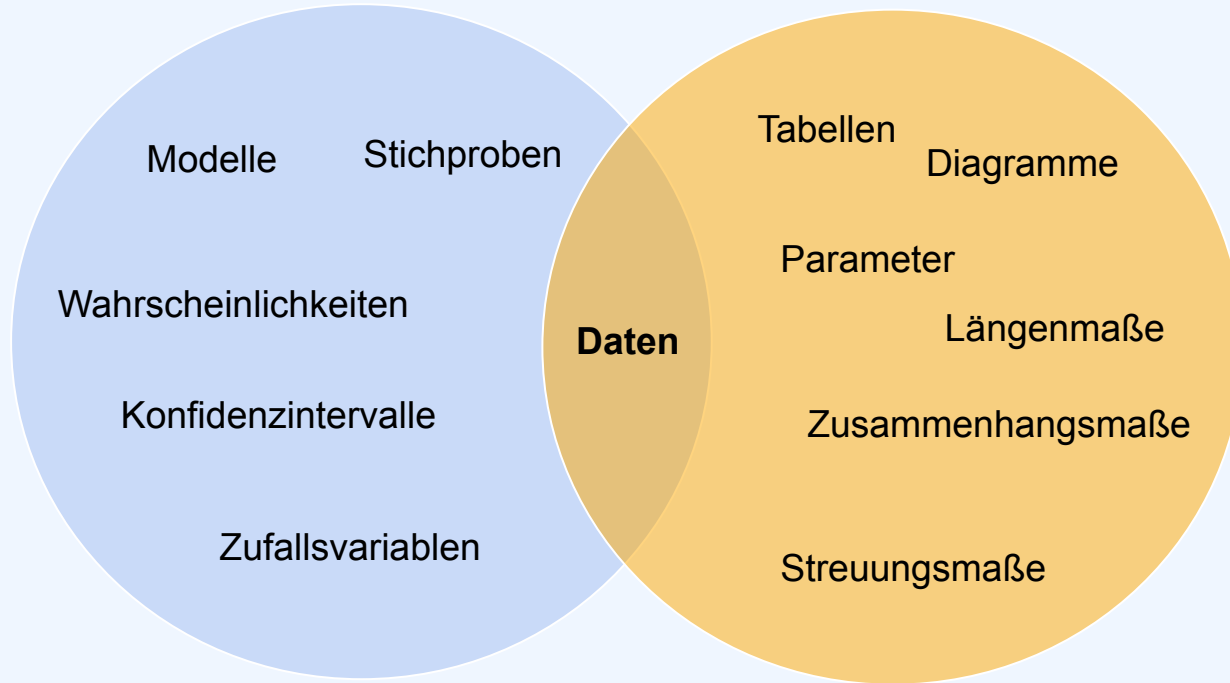 Modelle
Stichproben
Wahrscheinlichkeiten
Konfidenzintervalle
Zufallsvariablen
Daten
Tabellen
Diagramme
Parameter
Längenmaße
Zusammenhangsmaße
Streuungsmaße